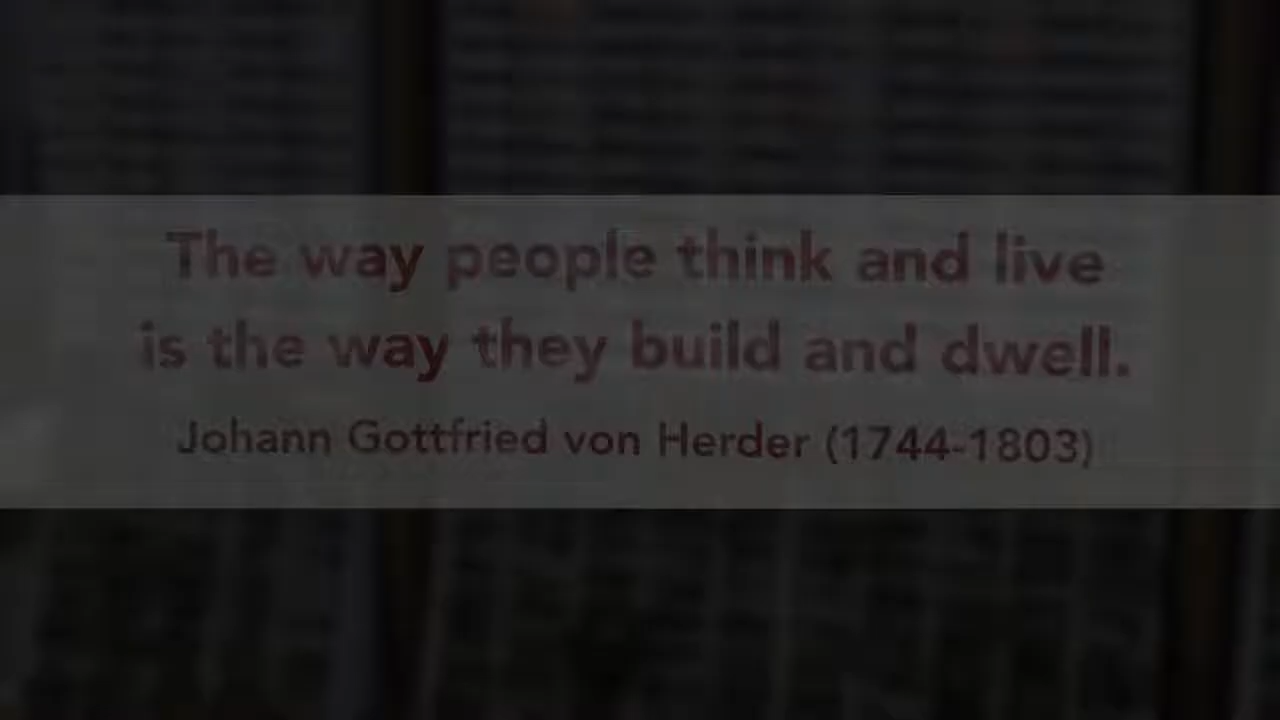 The way people think and live
is the way they build and dwell.
Johann Gottfried von Herder (1744-1803)